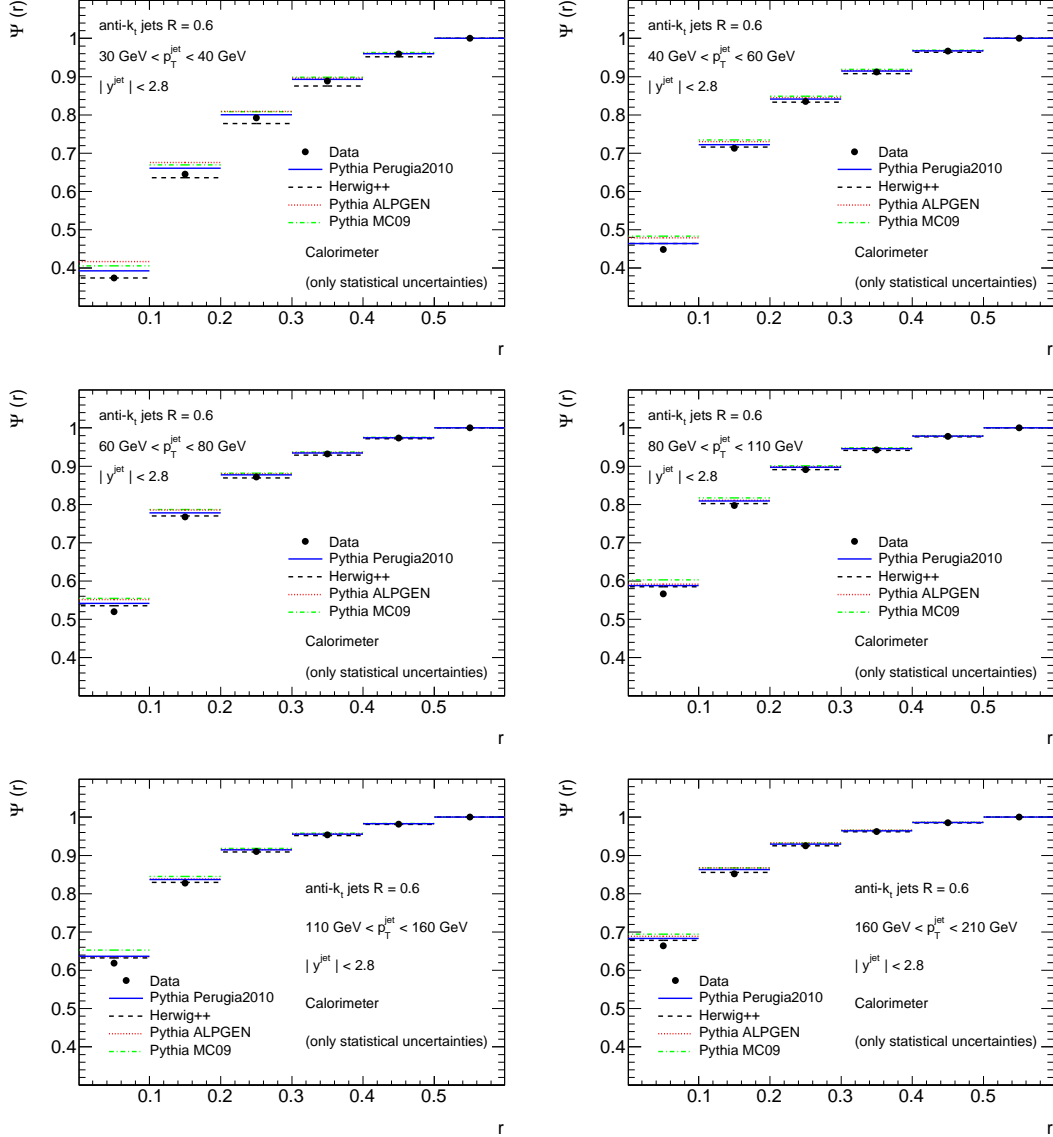 Ψ (r)
anti-k_t jets R = 0.6
30 GeV < p_T^jet < 40 GeV
| y^jet | < 2.8
Data
Pythia Perugia2010
Herwig++
Pythia ALPGEN
Pythia MC09
Calorimeter
(only statistical uncertainties)
1
0.9
0.8
0.7
0.6
0.5
0.4
0.1 0.2 0.3 0.4 0.5
r
Ψ (r)
anti-k_t jets R = 0.6
40 GeV < p_T^jet < 60 GeV
| y^jet | < 2.8
Data
Pythia Perugia2010
Herwig++
Pythia ALPGEN
Pythia MC09
Calorimeter
(only statistical uncertainties)
1
0.9
0.8
0.7
0.6
0.5
0.4
0.1 0.2 0.3 0.4 0.5
r
Ψ (r)
anti-k_t jets R = 0.6
60 GeV < p_T^jet < 80 GeV
| y^jet | < 2.8
Data
Pythia Perugia2010
Herwig++
Pythia ALPGEN
Pythia MC09
Calorimeter
(only statistical uncertainties)
1
0.9
0.8
0.7
0.6
0.5
0.4
0.1 0.2 0.3 0.4 0.5
r
Ψ (r)
anti-k_t jets R = 0.6
80 GeV < p_T^jet < 110 GeV
| y^jet | < 2.8
Data
Pythia Perugia2010
Herwig++
Pythia ALPGEN
Pythia MC09
Calorimeter
(only statistical uncertainties)
1
0.9
0.8
0.7
0.6
0.5
0.4
0.1 0.2 0.3 0.4 0.5
r
Ψ (r)
anti-k_t jets R = 0.6
110 GeV < p_T^jet < 160 GeV
| y^jet | < 2.8
Data
Pythia Perugia2010
Herwig++
Pythia ALPGEN
Pythia MC09
Calorimeter
(only statistical uncertainties)
1
0.9
0.8
0.7
0.6
0.5
0.4
0.1 0.2 0.3 0.4 0.5
r
Ψ (r)
anti-k_t jets R = 0.6
160 GeV < p_T^jet < 210 GeV
| y^jet | < 2.8
Data
Pythia Perugia2010
Herwig++
Pythia ALPGEN
Pythia MC09
Calorimeter
(only statistical uncertainties)
1
0.9
0.8
0.7
0.6
0.5
0.4
0.1 0.2 0.3 0.4 0.5
r